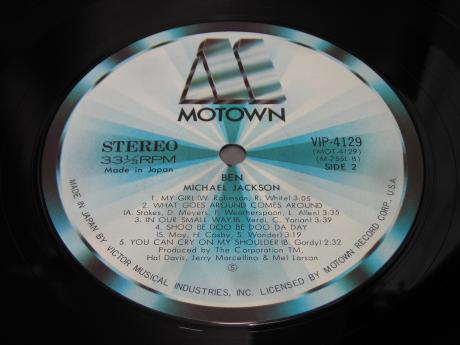 MOTOWN
STEREO
33⅓ RPM
Made in Japan
VIP-4129
(MOT-4129)
(M-755L-B)
SIDE 2
BEN
MICHAEL JACKSON
1. MY GIRL (W. Robinson, R. White) 3:05
2. WHAT GOES AROUND COMES AROUND
(A. Stokes, D. Meyers, F. Weatherspoon, L. Allen) 3:35
3. IN OUR SMALL WAY (B. Verdi, C. Yarian) 3:39
4. SHOO BE DOO BE DOO DA DAY
(S. Moy, H. Cosby, S. Wonder) 3:19
5. YOU CAN CRY ON MY SHOULDER (B. Gordy) 2:32
Produced by The Corporation TM,
Hal Davis, Jerry Marcellino & Mel Larson
S
MADE IN JAPAN BY VICTOR MUSICAL INDUSTRIES, INC. LICENSED BY MOTOWN RECORD CORP. U.S.A.